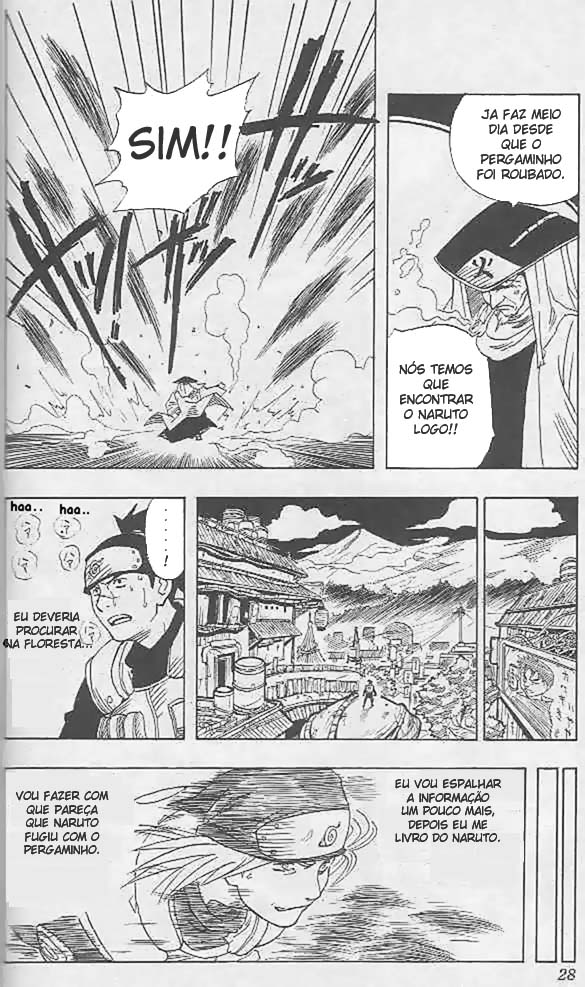 JA FAZ MEIO
DIA DESDE
QUE O
PERGAMINHO
FOI ROUBADO.
NÓS TEMOS
QUE
ENCONTRAR
O NARUTO
LOGO!!
火
SIM!!
......!
haa..
haa..
EU DEVERIA
PROCURAR
NA FLORESTA...
EU VOU ESPALHAR
A INFORMAÇÃO
UM POUCO MAIS,
DEPOIS EU ME
LIVRO DO NARUTO.
VOU FAZER COM
QUE PAREÇA
QUE NARUTO
FUGIU COM O
PERGAMINHO.
28